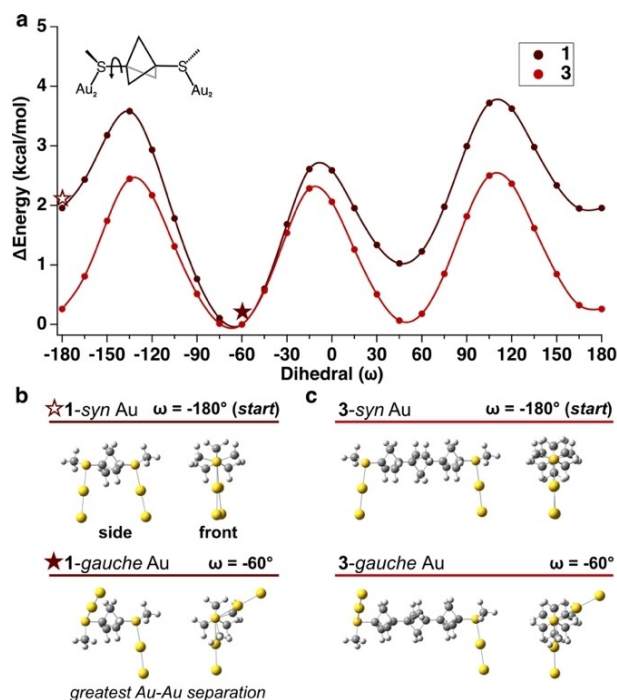 a
5
4
3
2
1
0
ΔEnergy (kcal/mol)
-180 -150 -120 -90 -60 -30 0 30 60 90 120 150 180
Dihedral (ω)
S S
Au₂ Au₂
1
3
b
1-syn Au ω = -180° (start)
side front
1-gauche Au ω = -60°
greatest Au-Au separation
c
3-syn Au ω = -180° (start)
3-gauche Au ω = -60°